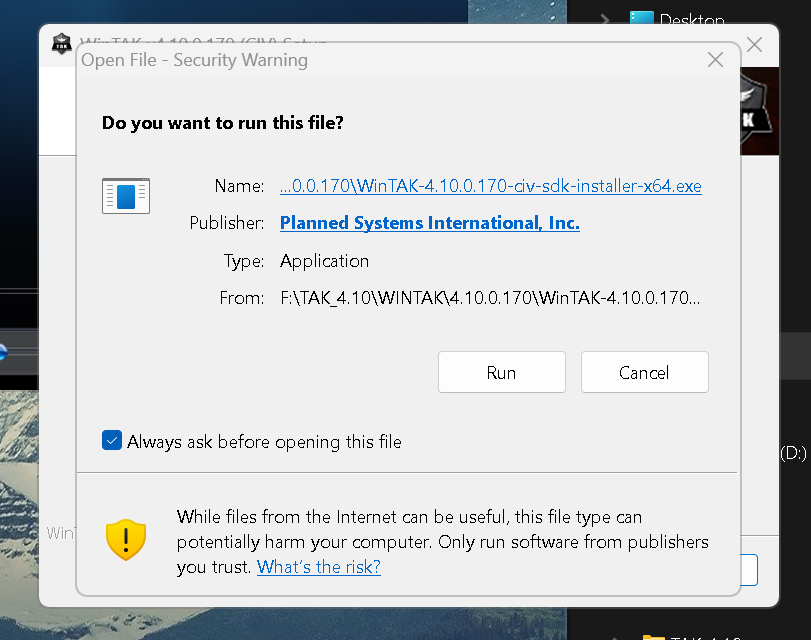 Desktop
WinTAK v4.10.0.170 (CIV) Setup
Open File - Security Warning
Do you want to run this file?
Name: ...0.0.170\WinTAK-4.10.0.170-civ-sdk-installer-x64.exe
Publisher: Planned Systems International, Inc.
Type: Application
From: F:\TAK_4.10\WINTAK\4.10.0.170\WinTAK-4.10.0.170...
Run Cancel
Always ask before opening this file
(D:)
While files from the Internet can be useful, this file type can
WinT
potentially harm your computer. Only run software from publishers
you trust. What's the risk?